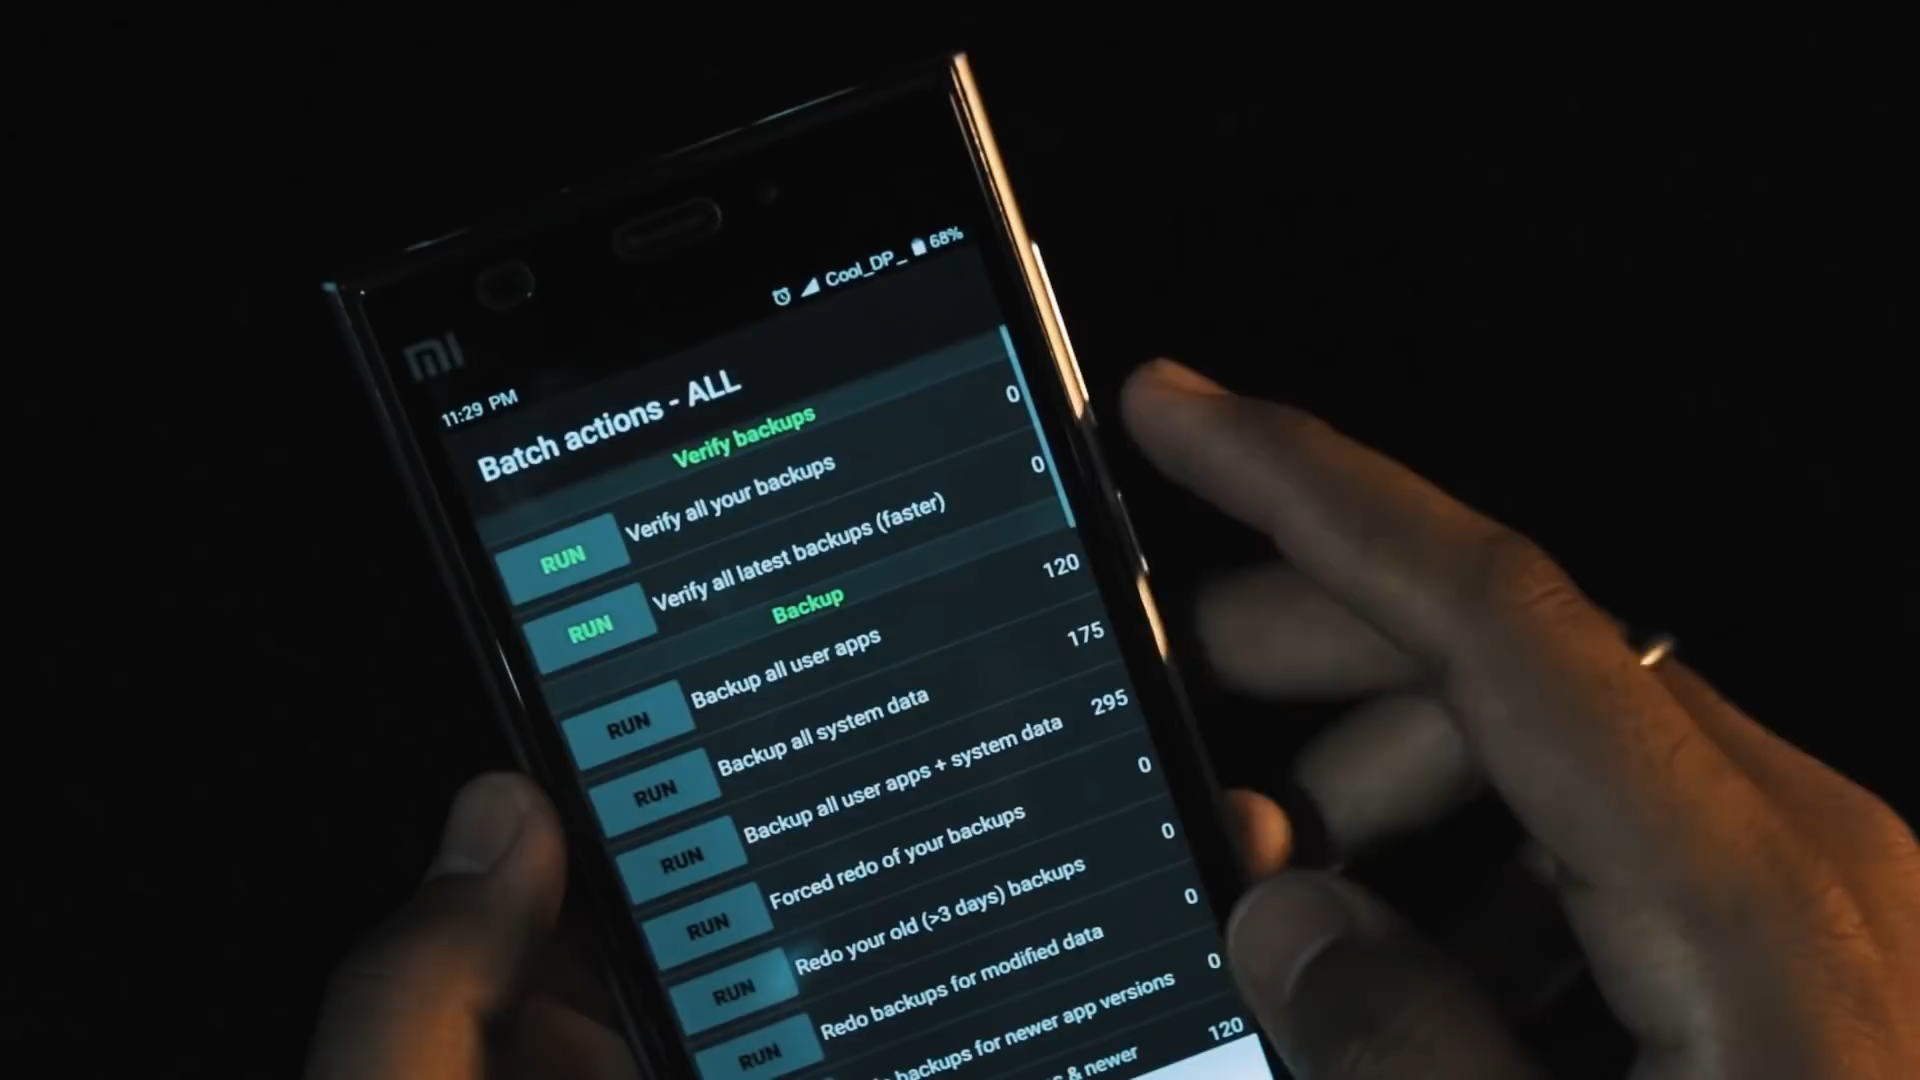 mi
11:29 PM Cool_DP_ 68%
Batch actions - ALL
Verify backups
RUN Verify all your backups 0
RUN Verify all latest backups (faster) 0
Backup
RUN Backup all user apps 120
RUN Backup all system data 175
RUN Backup all user apps + system data 295
RUN Forced redo of your backups 0
RUN Redo your old (>3 days) backups 0
RUN Redo backups for modified data 0
backups for newer app versions 0
& newer 120